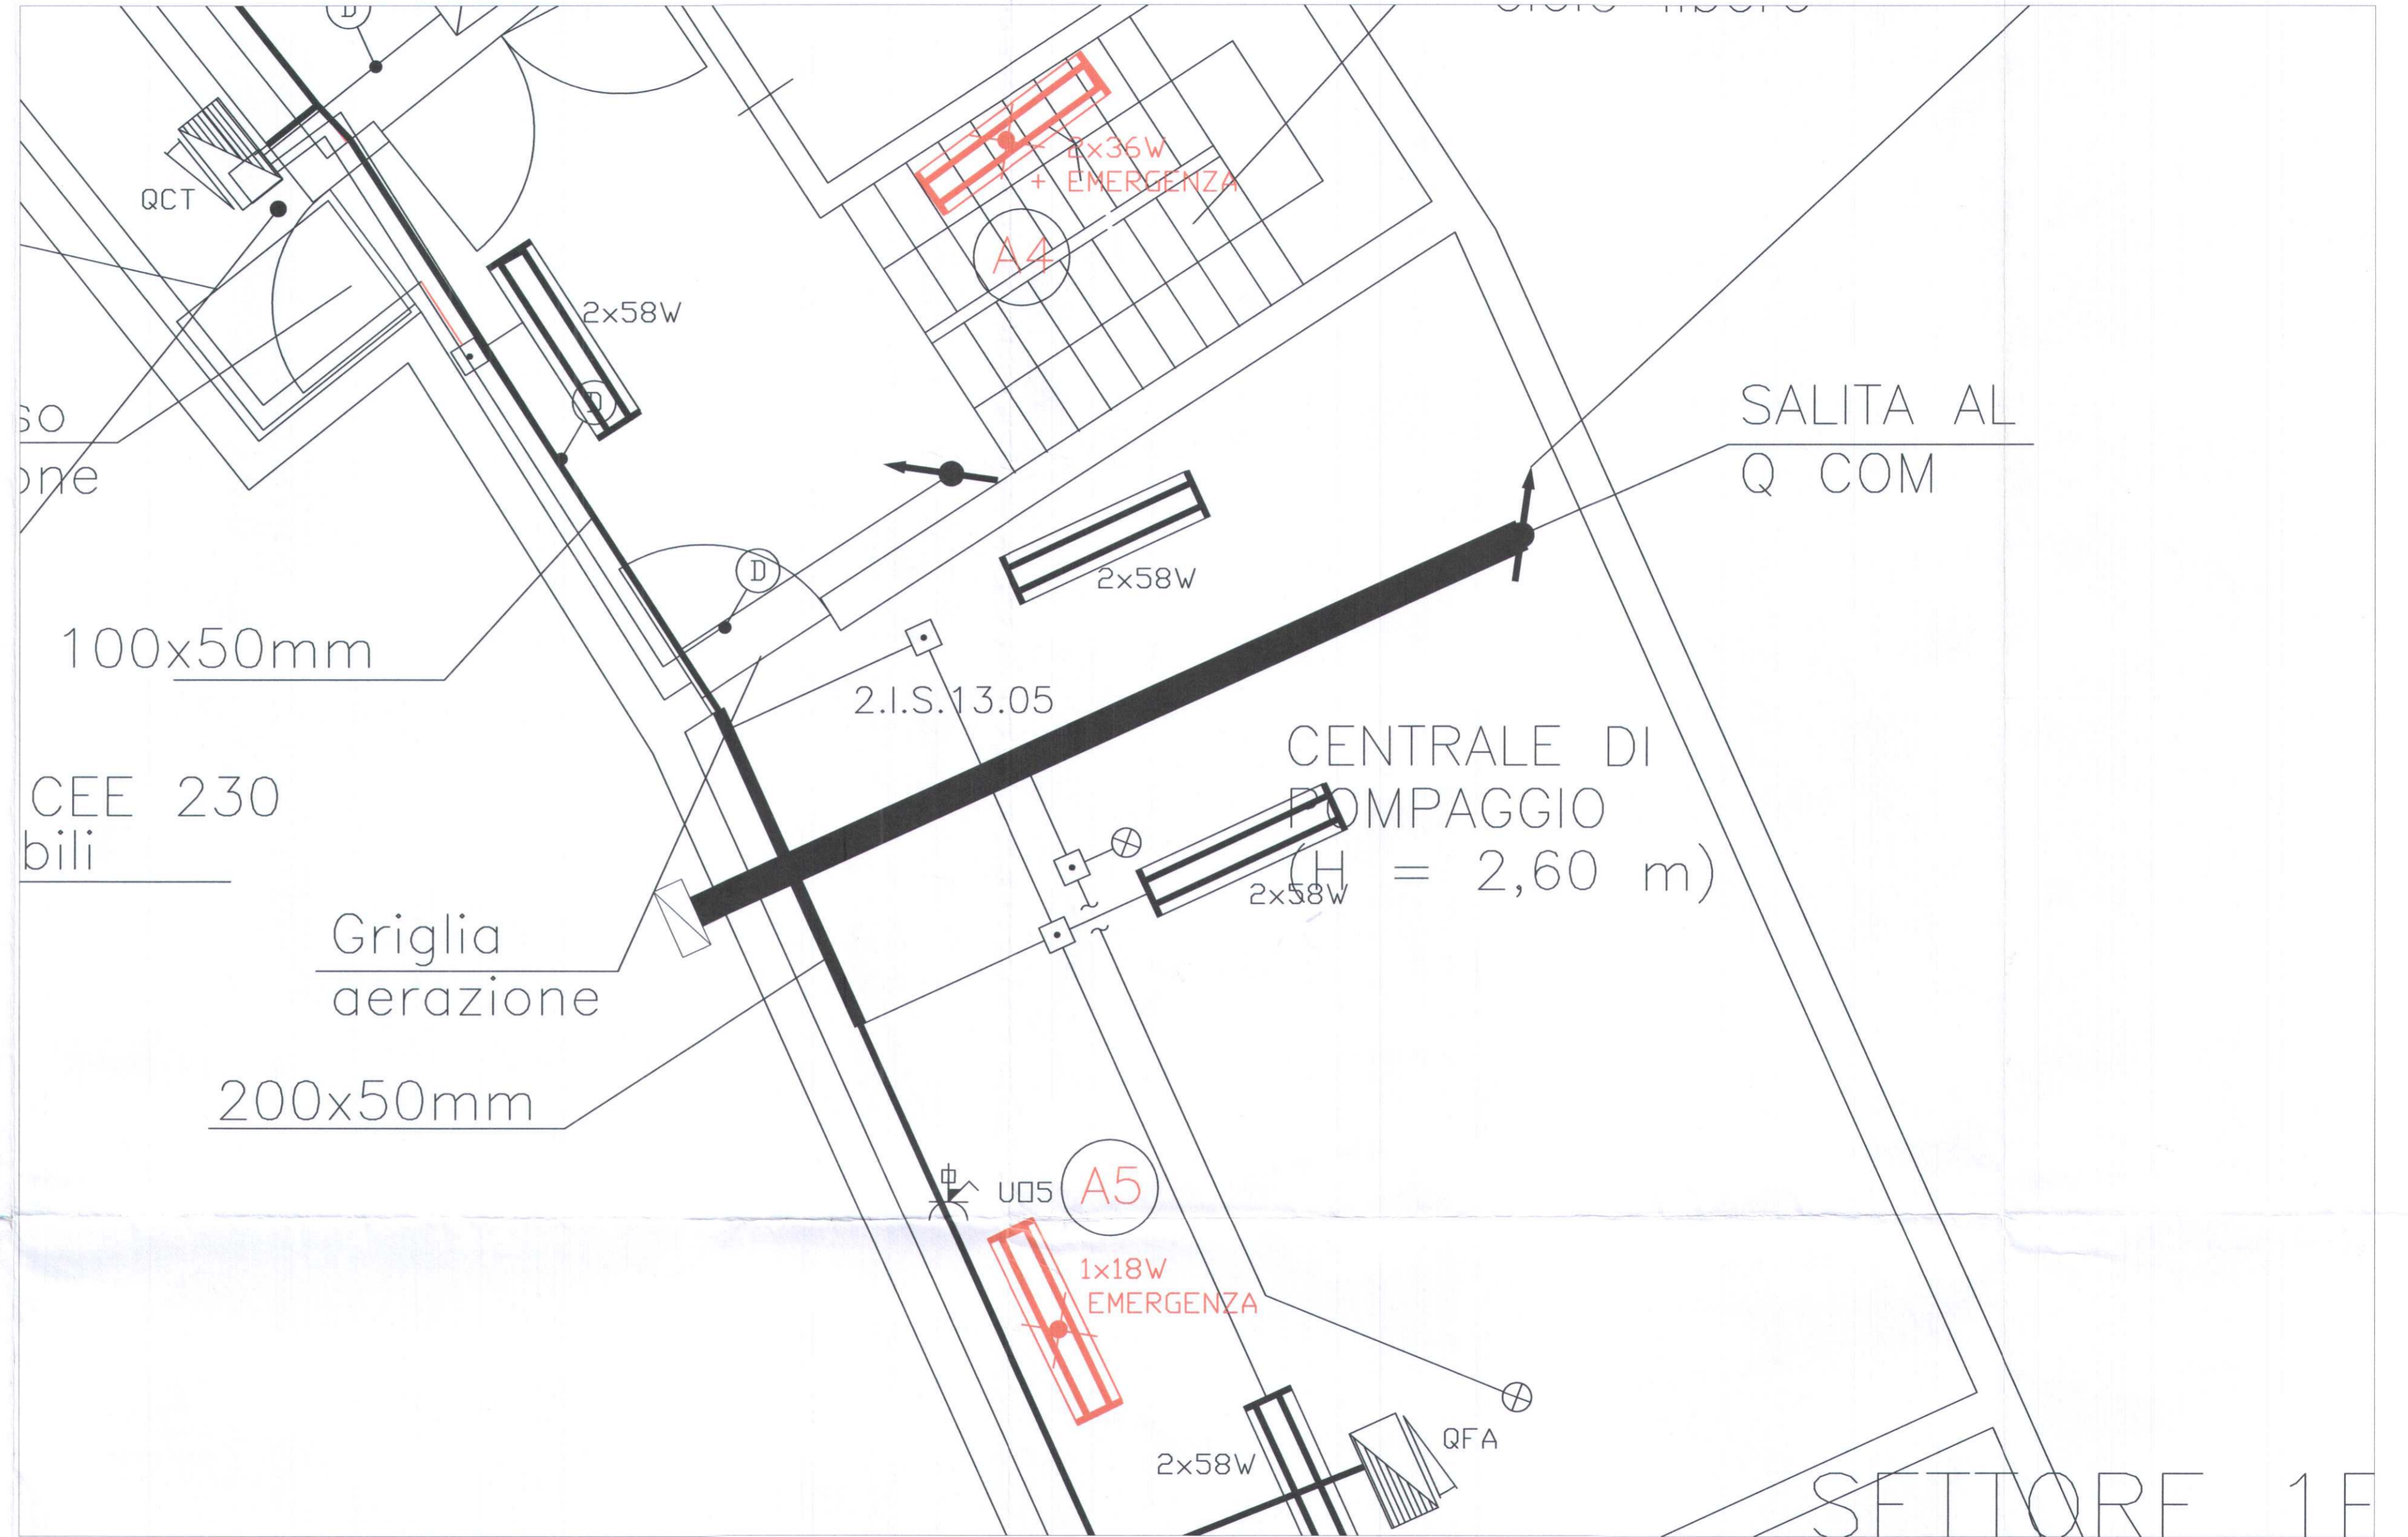 D
QCT
2x36W
+ EMERGENZA
A4
2x58W
D
SALITA AL
Q COM
so
one
D
2x58W
100x50mm
2.I.S.13.05
CENTRALE DI
POMPAGGIO
(H = 2,60 m)
2x58W
CEE 230
bili
Griglia
aerazione
200x50mm
U05
A5
1x18W
EMERGENZA
2x58W
QFA
SETTORE 1